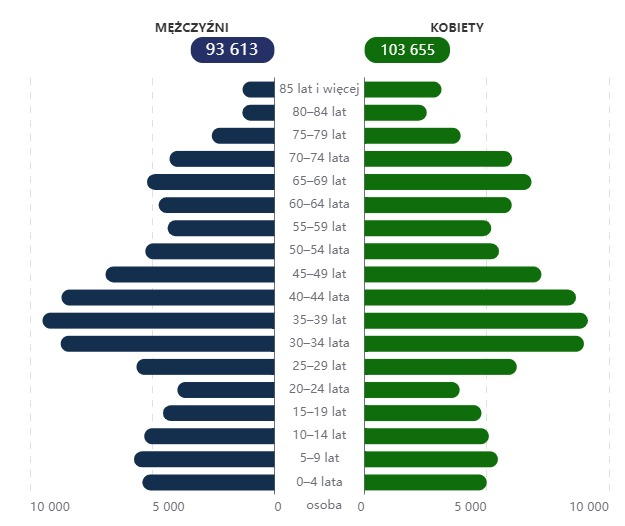 MĘŻCZYŹNI KOBIETY
93 613 103 655
85 lat i więcej
80–84 lat
75–79 lat
70–74 lata
65–69 lat
60–64 lata
55–59 lat
50–54 lata
45–49 lat
40–44 lata
35–39 lat
30–34 lata
25–29 lat
20–24 lata
15–19 lat
10–14 lat
5–9 lat
0–4 lata
10 000 5 000 0 osoba 0 5 000 10 000